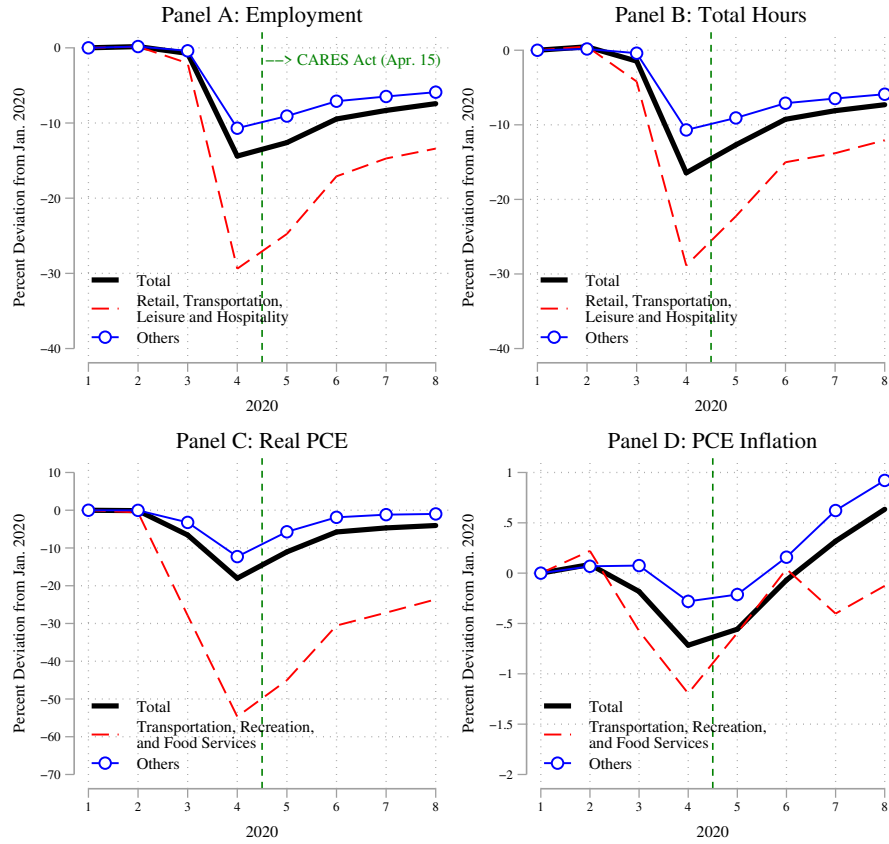 Panel A: Employment
Percent Deviation from Jan. 2020
0
−10
−20
−30
−40
−−> CARES Act (Apr. 15)
Total
Retail, Transportation,
Leisure and Hospitality
Others
1 2 3 4 5 6 7 8
2020
Panel B: Total Hours
Percent Deviation from Jan. 2020
0
−10
−20
−30
−40
Total
Retail, Transportation,
Leisure and Hospitality
Others
1 2 3 4 5 6 7 8
2020
Panel C: Real PCE
Percent Deviation from Jan. 2020
10
0
−10
−20
−30
−40
−50
−60
−70
Total
Transportation, Recreation,
and Food Services
Others
1 2 3 4 5 6 7 8
2020
Panel D: PCE Inflation
Percent Deviation from Jan. 2020
1
.5
0
−.5
−1
−1.5
−2
Total
Transportation, Recreation,
and Food Services
Others
1 2 3 4 5 6 7 8
2020